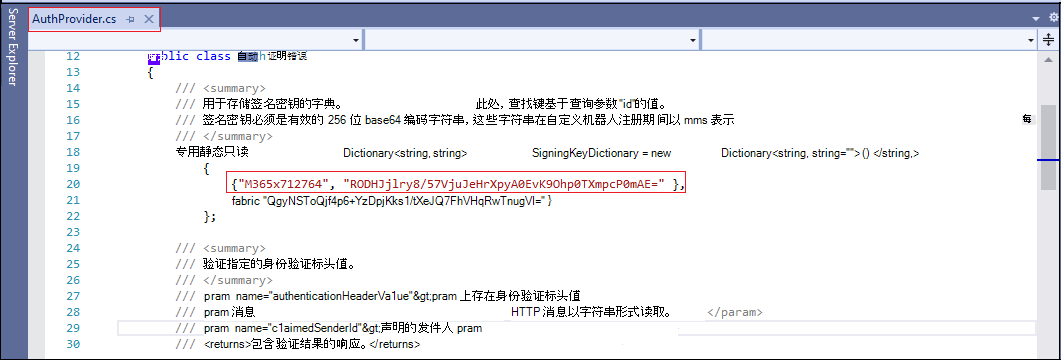 Server Explorer
AuthProvider.cs
12 public class 自动h证明错误
13 {
14 /// <summary>
15 /// 用于存储签名密钥的字典。 此处，查找键基于查询参数"id"的值。
16 /// 签名密钥必须是有效的 256 位 base64 编码字符串，这些字符串在自定义机器人注册期间以 mms 表示 每
17 /// </summary>
18 专用静态只读 Dictionary<string, string> SigningKeyDictionary = new Dictionary<string, string=""> () </string,>
19 {
20 {"M365x712764", "RODHJjlry8/57VjuJeHrXpyA0EvK9Ohp0TXmpcP0mAE=" },
21 fabric "QgyNSToQjf4p6+YzDpjKks1/tXeJQ7FhVHqRwTnugVI=" }
22 };
23
24 /// <summary>
25 /// 验证指定的身份验证标头值。
26 /// </summary>
27 /// pram name="authenticationHeaderVa1ue"&gt;pram 上存在身份验证标头值
28 /// pram 消息 HTTP 消息以字符串形式读取。 </param>
29 /// pram name="c1aimedSenderId"&gt;声明的发件人 pram
30 /// <returns>包含验证结果的响应。</returns>